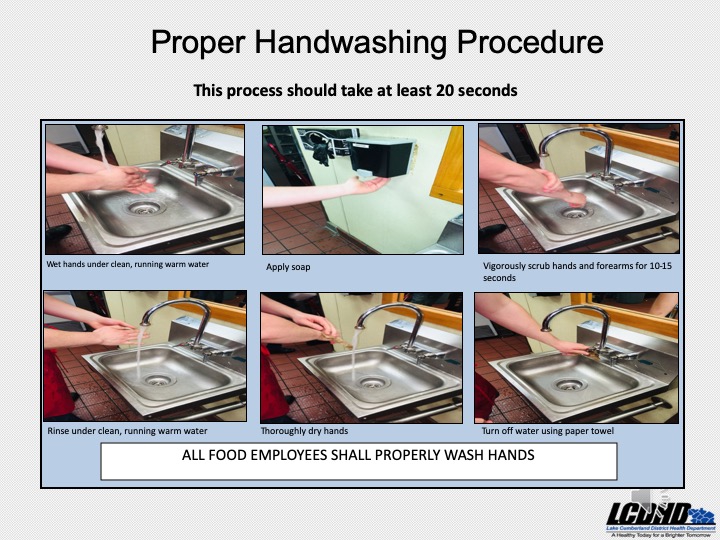 Proper Handwashing Procedure
This process should take at least 20 seconds
Wet hands under clean, running warm water
Apply soap
Vigorously scrub hands and forearms for 10-15
seconds
Rinse under clean, running warm water
Thoroughly dry hands
Turn off water using paper towel
ALL FOOD EMPLOYEES SHALL PROPERLY WASH HANDS
LCDHD
Lake Cumberland District Health Department
A Healthy Today for a Brighter Tomorrow